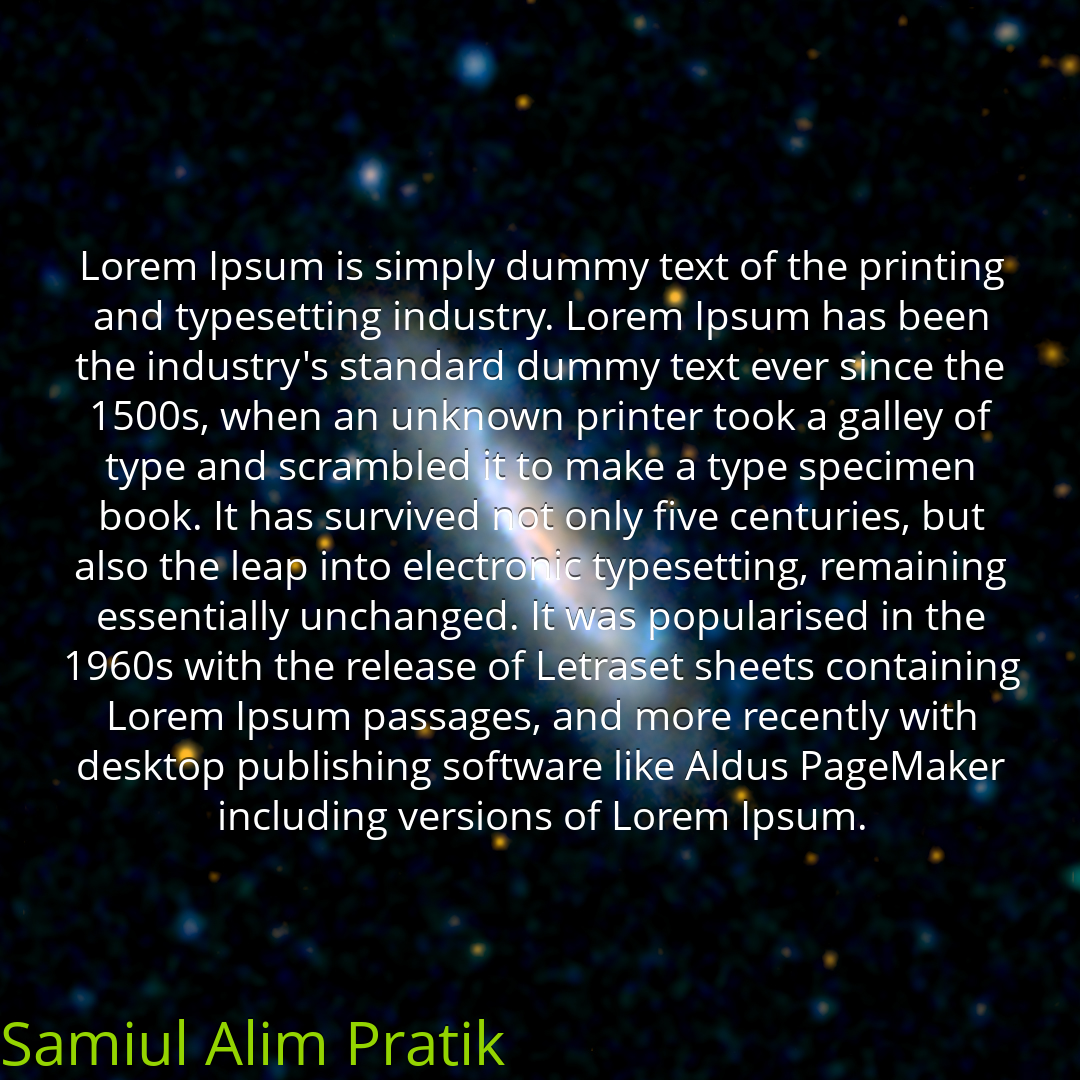 Lorem Ipsum is simply dummy text of the printing
and typesetting industry. Lorem Ipsum has been
the industry's standard dummy text ever since the
1500s, when an unknown printer took a galley of
type and scrambled it to make a type specimen
book. It has survived not only five centuries, but
also the leap into electronic typesetting, remaining
essentially unchanged. It was popularised in the
1960s with the release of Letraset sheets containing
Lorem Ipsum passages, and more recently with
desktop publishing software like Aldus PageMaker
including versions of Lorem Ipsum.
Samiul Alim Pratik